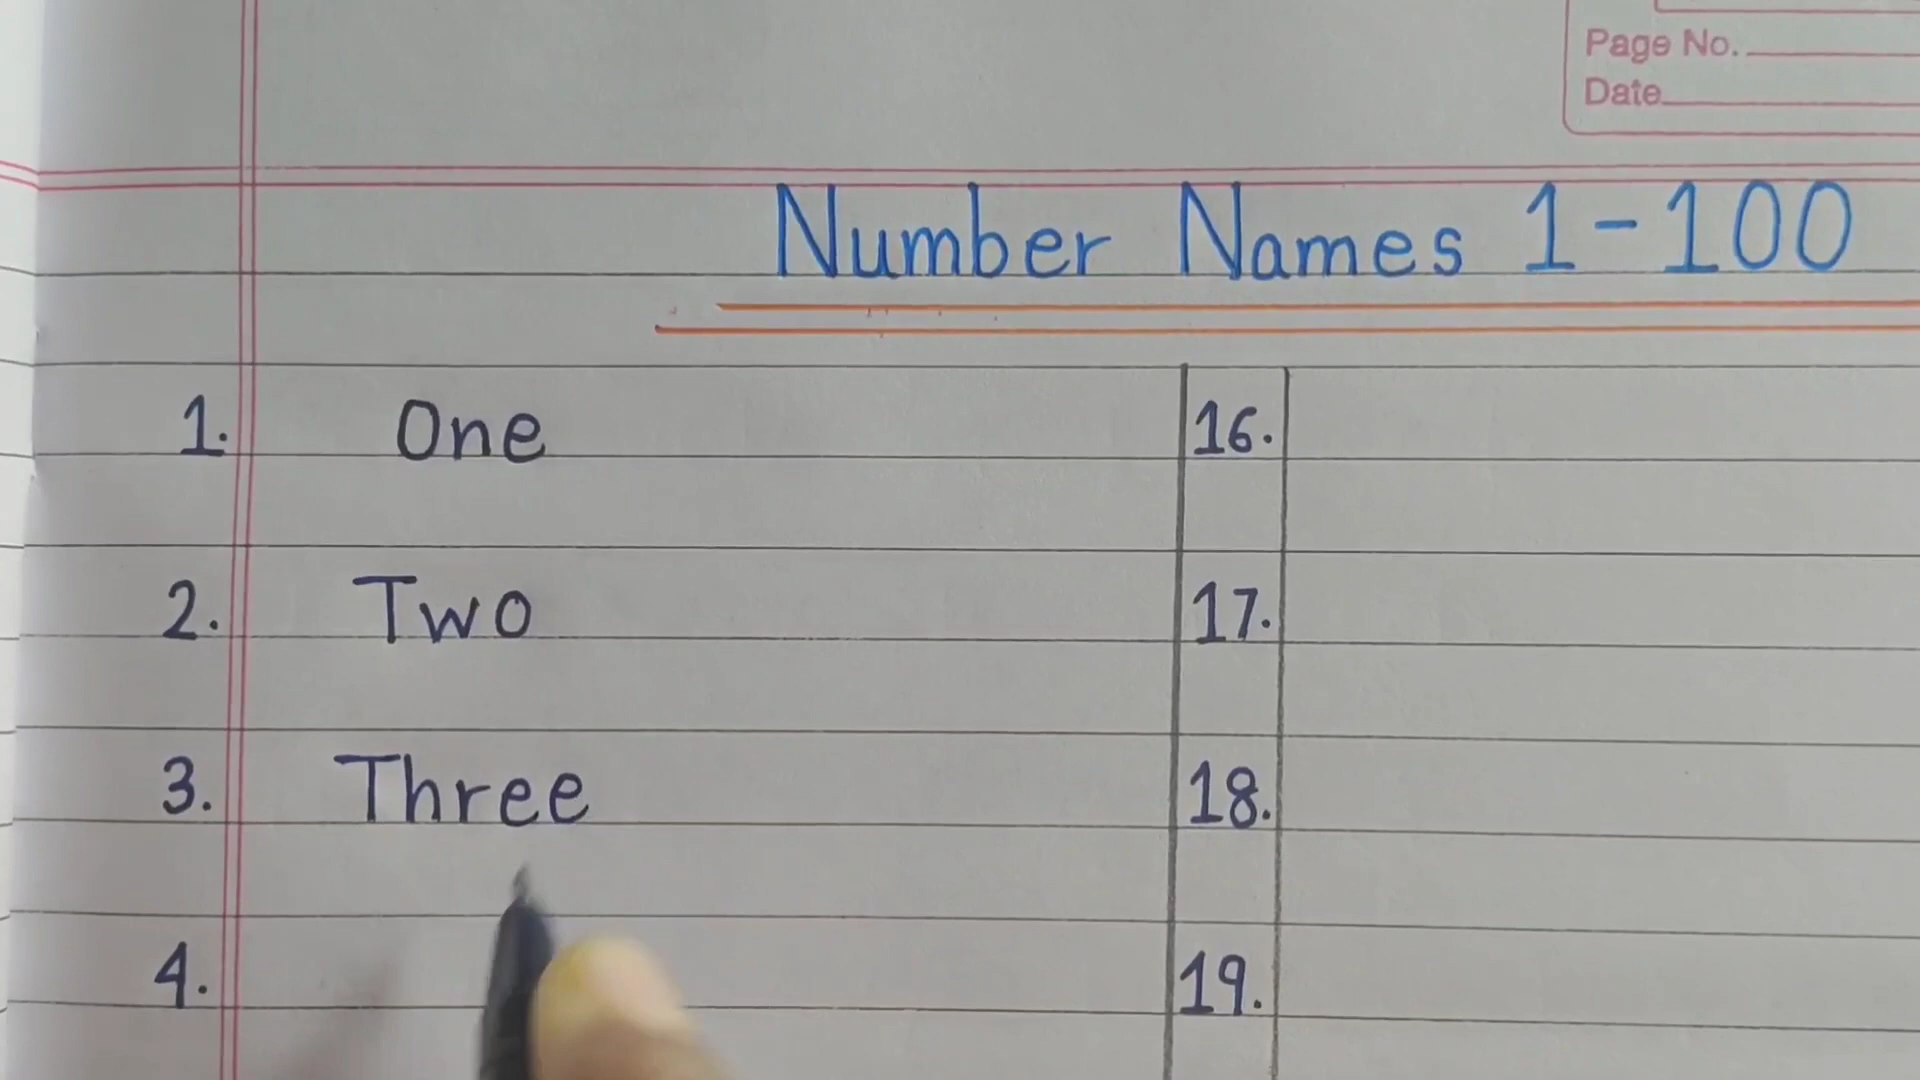 Page No.
Date
Number Names 1-100
1. One 16.
2. Two 17.
3. Three 18.
4. 19.